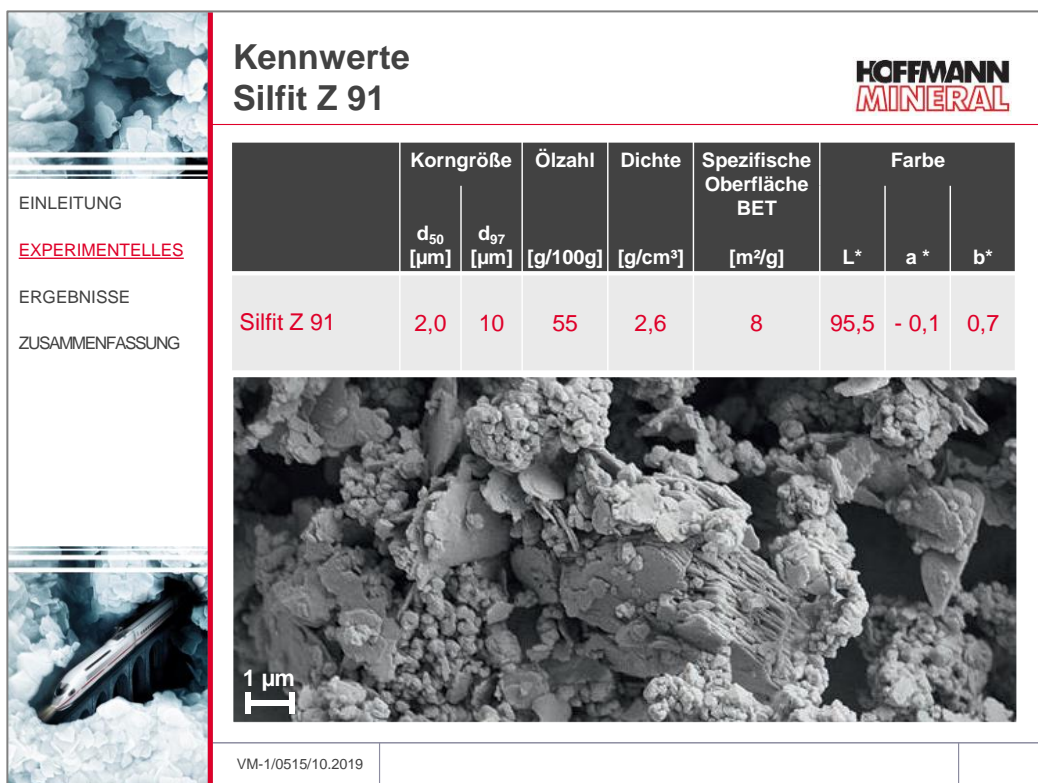 Kennwerte
Silfit Z 91
HOFFMANN
MINERAL
EINLEITUNG
EXPERIMENTELLES
ERGEBNISSE
ZUSAMMENFASSUNG
Korngröße Ölzahl Dichte Spezifische Oberfläche BET Farbe
d50 [µm] d97 [µm] [g/100g] [g/cm³] [m²/g] L* a * b*
Silfit Z 91 2,0 10 55 2,6 8 95,5 - 0,1 0,7
1 µm
VM-1/0515/10.2019